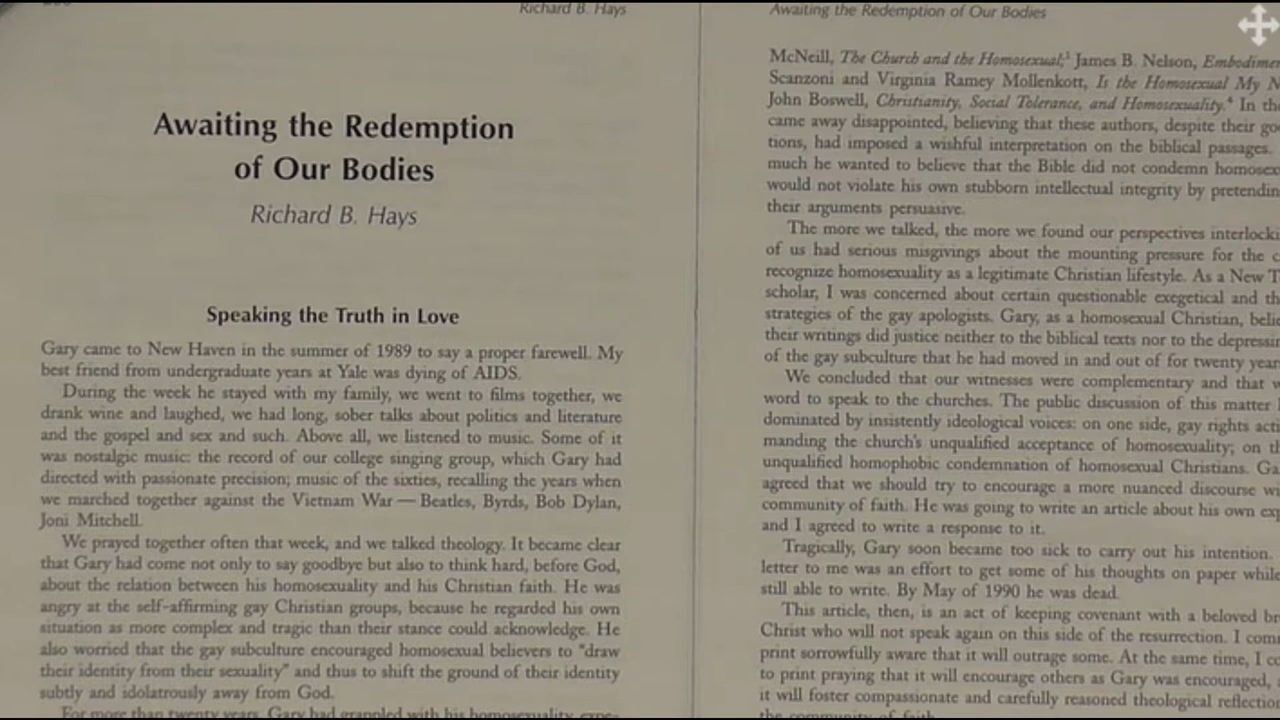 Richard B. Hays
Awaiting the Redemption
of Our Bodies
Richard B. Hays
Speaking the Truth in Love
Gary came to New Haven in the summer of 1989 to say a proper farewell. My
best friend from undergraduate years at Yale was dying of AIDS.
During the week he stayed with my family, we went to films together, we
drank wine and laughed, we had long, sober talks about politics and literature
and the gospel and sex and such. Above all, we listened to music. Some of it
was nostalgic music: the record of our college singing group, which Gary had
directed with passionate precision; music of the sixties, recalling the years when
we marched together against the Vietnam War — Beatles, Byrds, Bob Dylan,
Joni Mitchell.
We prayed together often that week, and we talked theology. It became clear
that Gary had come not only to say goodbye but also to think hard, before God,
about the relation between his homosexuality and his Christian faith. He was
angry at the self-affirming gay Christian groups, because he regarded his own
situation as more complex and tragic than their stance could acknowledge. He
also worried that the gay subculture encouraged homosexual believers to "draw
their identity from their sexuality" and thus to shift the ground of their identity
subtly and idolatrously away from God.
For more than twenty years, Gary had grappled with his homosexuality, expe-
Awaiting the Redemption of Our Bodies
McNeill, The Church and the Homosexual;³ James B. Nelson, Embodimen
Scanzoni and Virginia Ramey Mollenkott, Is the Homosexual My N
John Boswell, Christianity, Social Tolerance, and Homosexuality.⁴ In the
came away disappointed, believing that these authors, despite their go
tions, had imposed a wishful interpretation on the biblical passages.
much he wanted to believe that the Bible did not condemn homosex
would not violate his own stubborn intellectual integrity by pretendin
their arguments persuasive.
The more we talked, the more we found our perspectives interlocki
of us had serious misgivings about the mounting pressure for the c
recognize homosexuality as a legitimate Christian lifestyle. As a New T
scholar, I was concerned about certain questionable exegetical and th
strategies of the gay apologists. Gary, as a homosexual Christian, belie
their writings did justice neither to the biblical texts nor to the depressin
of the gay subculture that he had moved in and out of for twenty year
We concluded that our witnesses were complementary and that w
word to speak to the churches. The public discussion of this matter
dominated by insistently ideological voices: on one side, gay rights acti
manding the church's unqualified acceptance of homosexuality; on th
unqualified homophobic condemnation of homosexual Christians. Ga
agreed that we should try to encourage a more nuanced discourse wi
community of faith. He was going to write an article about his own exp
and I agreed to write a response to it.
Tragically, Gary soon became too sick to carry out his intention.
letter to me was an effort to get some of his thoughts on paper while
still able to write. By May of 1990 he was dead.
This article, then, is an act of keeping covenant with a beloved br
Christ who will not speak again on this side of the resurrection. I com
print sorrowfully aware that it will outrage some. At the same time, I co
to print praying that it will encourage others as Gary was encouraged,
it will foster compassionate and carefully reasoned theological reflectio
the community of faith.